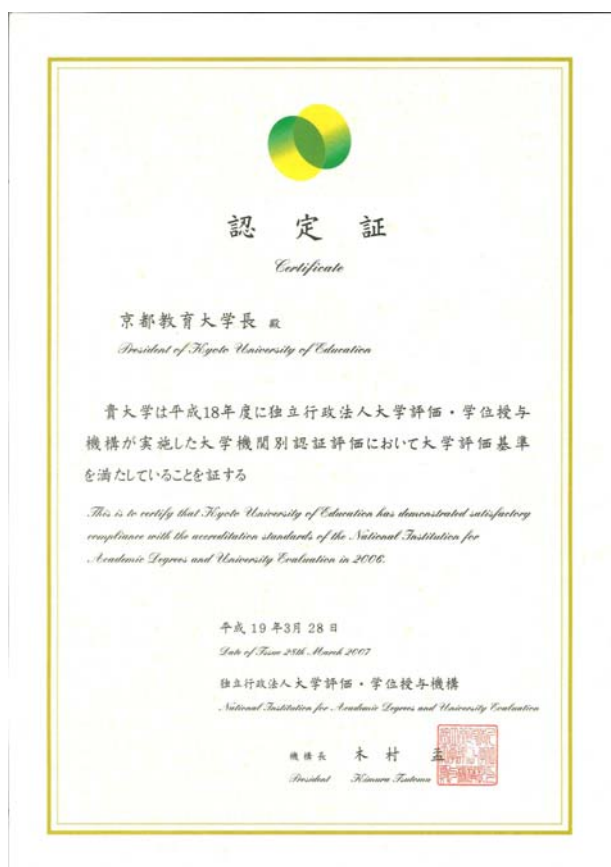 認定証
Certificate
京都教育大学長 殿
President of Kyoto University of Education
貴大学は平成18年度に独立行政法人大学評価・学位授与
機構が実施した大学機関別認証評価において大学評価基準
を満たしていることを証する
This is to certify that Kyoto University of Education has demonstrated satisfactory
compliance with the accreditation standards of the National Institution for
Academic Degrees and University Evaluation in 2006.
平成 19 年3月 28 日
Date of Issue 28th March 2007
独立行政法人大学評価・学位授与機構
National Institution for Academic Degrees and University Evaluation
機構長 木村 孟
President Kimura Tsutomu